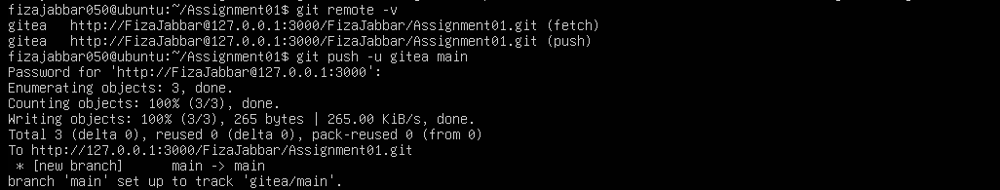 fizajabbar050@ubuntu:~/Assignment01$ git remote -v
gitea   http://FizaJabbar@127.0.0.1:3000/FizaJabbar/Assignment01.git (fetch)
gitea   http://FizaJabbar@127.0.0.1:3000/FizaJabbar/Assignment01.git (push)
fizajabbar050@ubuntu:~/Assignment01$ git push -u gitea main
Password for 'http://FizaJabbar@127.0.0.1:3000':
Enumerating objects: 3, done.
Counting objects: 100% (3/3), done.
Writing objects: 100% (3/3), 265 bytes | 265.00 KiB/s, done.
Total 3 (delta 0), reused 0 (delta 0), pack-reused 0 (from 0)
To http://127.0.0.1:3000/FizaJabbar/Assignment01.git
 * [new branch]      main -> main
branch 'main' set up to track 'gitea/main'.